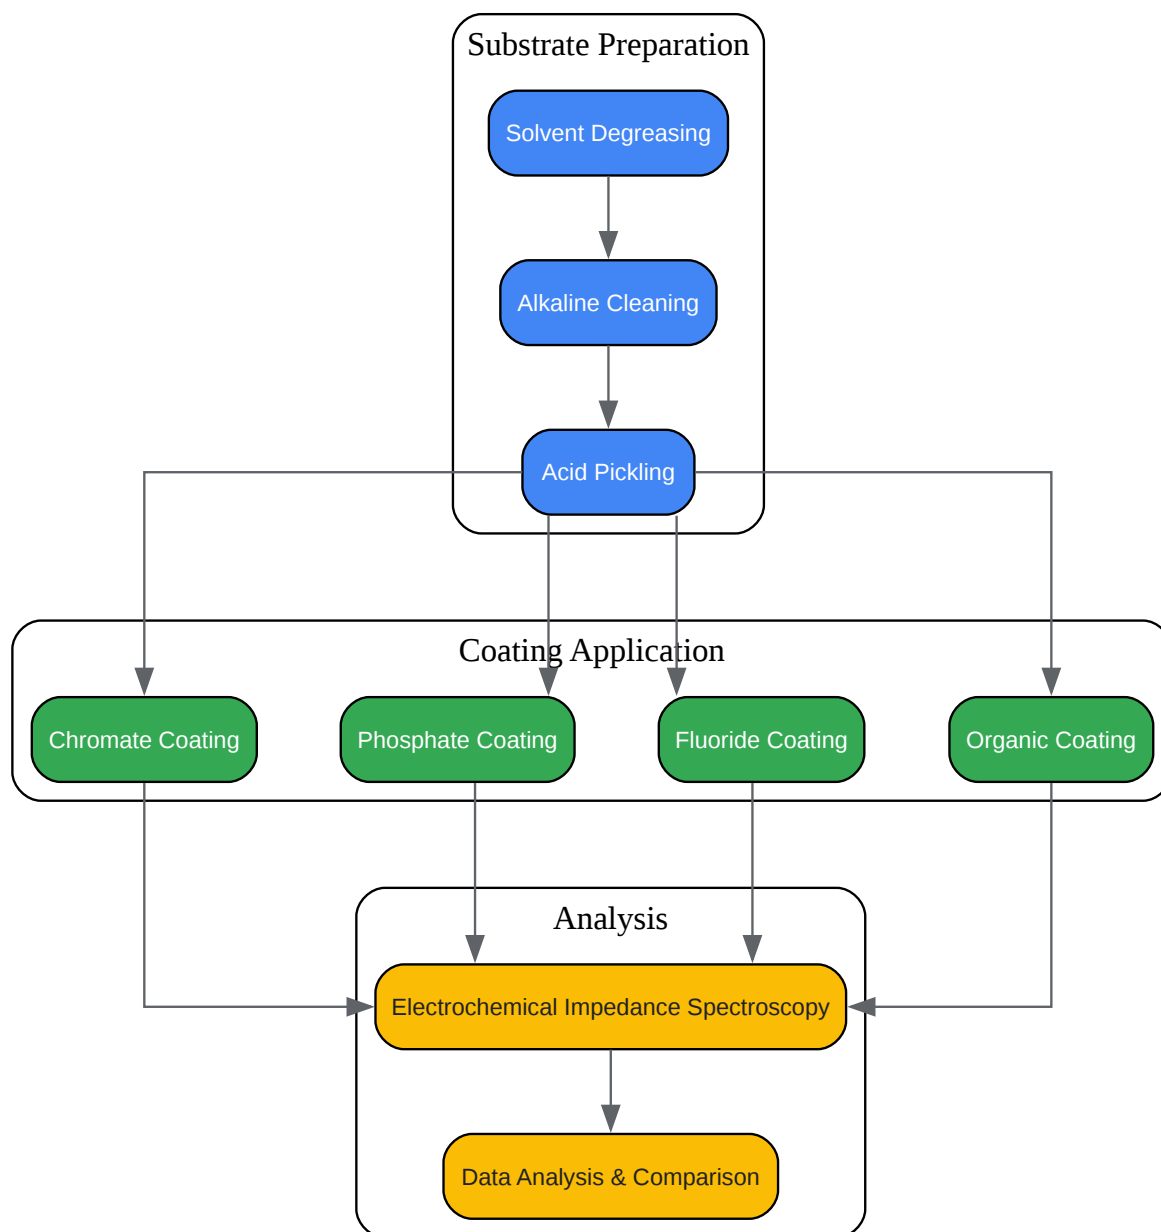 Substrate Preparation
Solvent Degreasing
Alkaline Cleaning
Acid Pickling
Coating Application
Chromate Coating
Phosphate Coating
Fluoride Coating
Organic Coating
Analysis
Electrochemical Impedance Spectroscopy
Data Analysis & Comparison